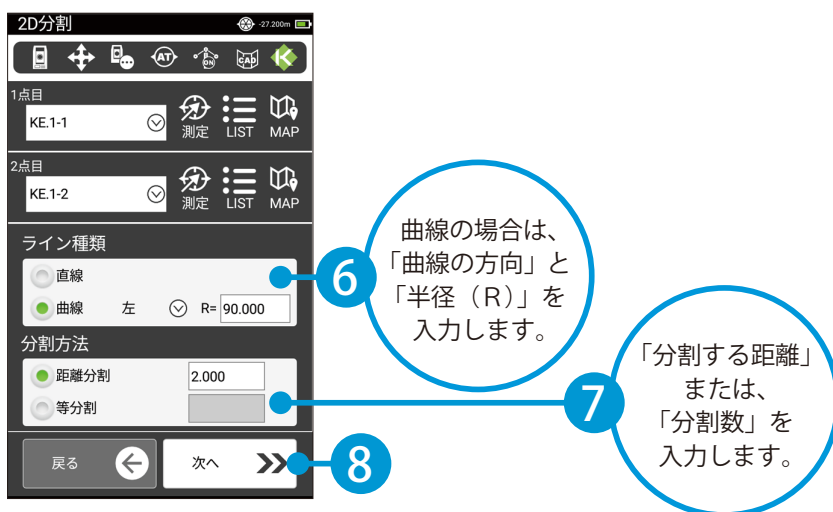 2D分割
-27.200m
AT
ON
CAD
1点目
KE.1-1
測定 LIST MAP
2点目
KE.1-2
測定 LIST MAP
ライン種類
直線
曲線 左 R= 90.000
分割方法
距離分割 2.000
等分割
戻る 次へ
6
曲線の場合は、
「曲線の方向」と
「半径（R）」を
入力します。
7
「分割する距離」
または、
「分割数」を
入力します。
8